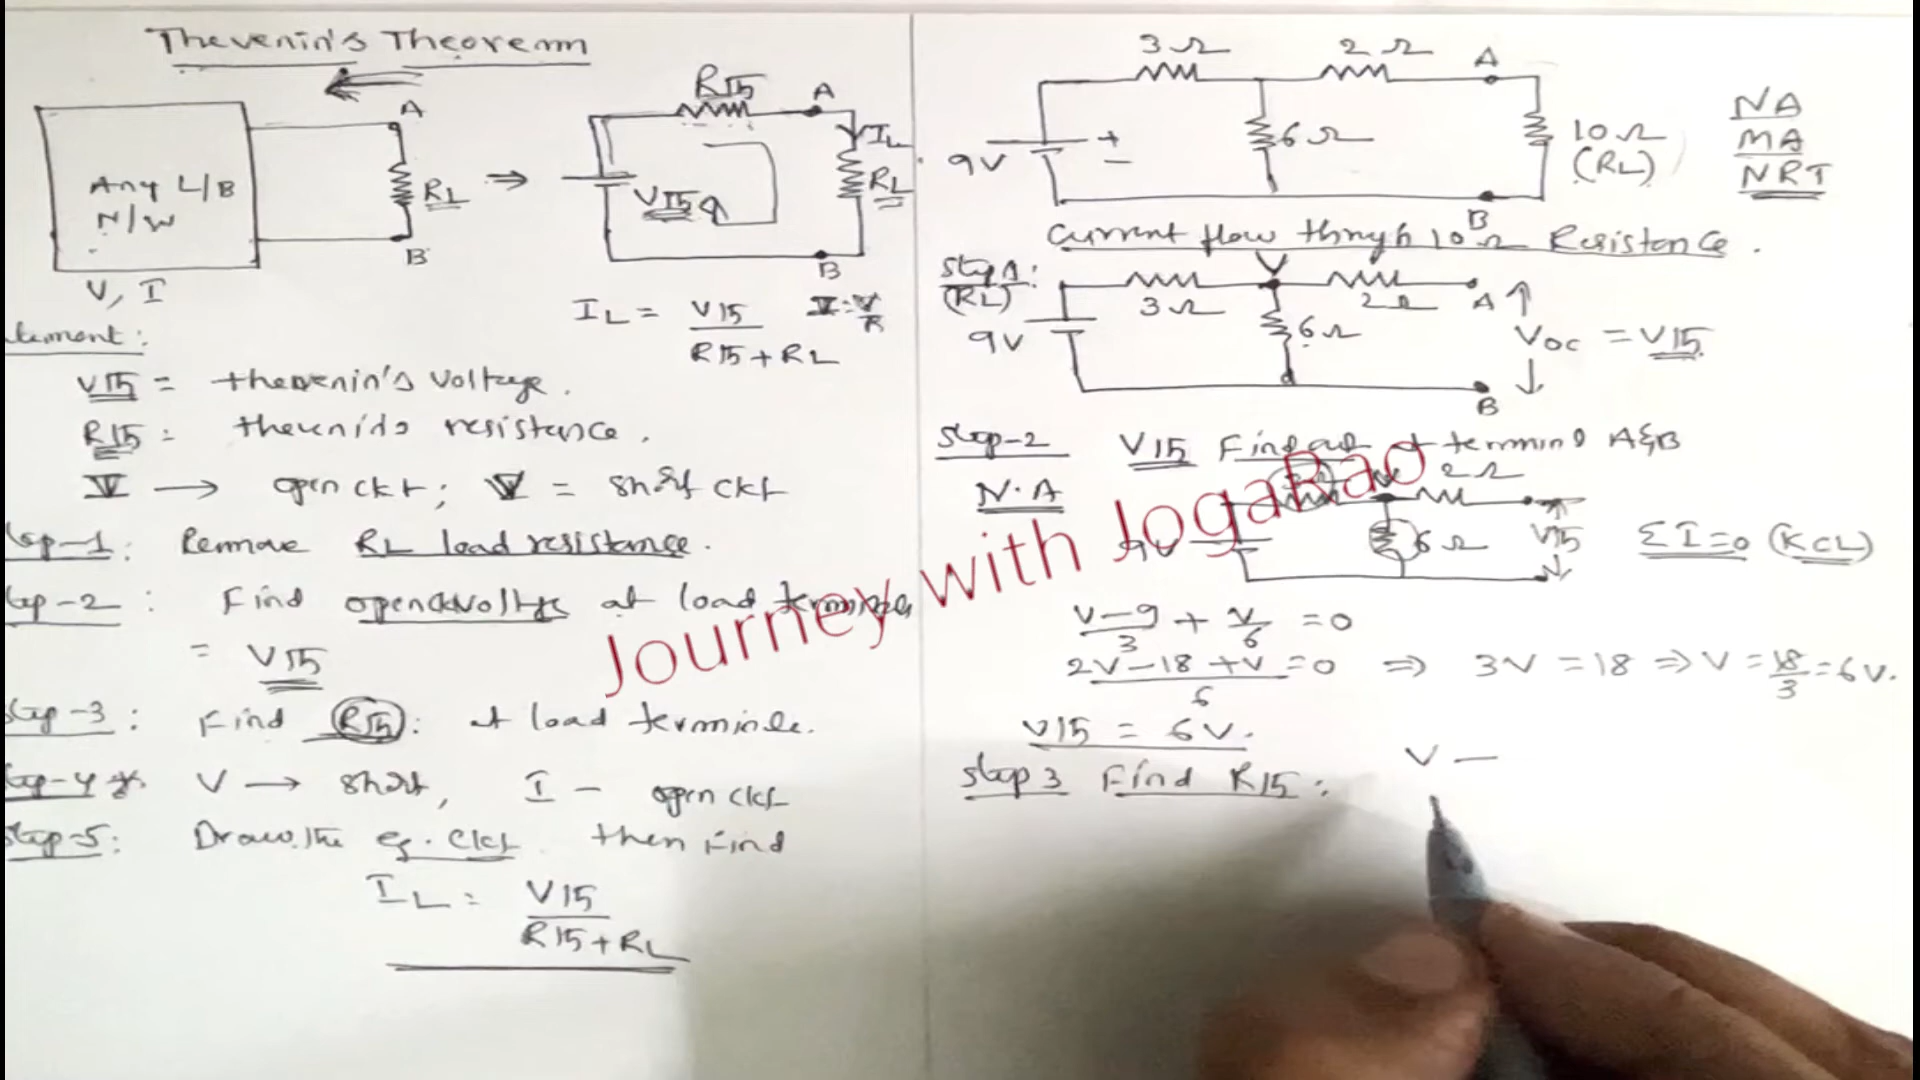 Thevenin's Theorem
A
Any L/B
N/W
RL
B
V, I
RTh
A
IL
VTh
RL
B
IL = VTh / RTh + RL
tement:
VTh = thevenin's Voltage.
RTh = thevenin's resistance.
open ckt; V = short ckt
tep-1: Remove RL load resistance.
tep-2: Find open ckt voltge at load terminals
= VTh
step-3: Find RTh: at load terminals.
step-4: V → short, I - open ckt
step-5: Draw the eq. ckt then Find
IL = VTh / RTh + RL
3Ω 2Ω A
9V + - 6Ω 10Ω (RL)
B
NA
MA
NRT
Current flow through 10Ω Resistance.
Step 1: (RL)
V
3Ω 2Ω A
9V 6Ω VOC = VTh
B
Step-2 VTh Find out at terminal A&B
N.A
2Ω
9V 6Ω VTh ΣI=0 (KCL)
V-9/3 + V/6 = 0
2V-18+V/6 = 0 ⇒ 3V = 18 ⇒ V = 18/3 = 6V.
VTh = 6V.
Step 3 Find RTh: V —
Journey with JogaRao